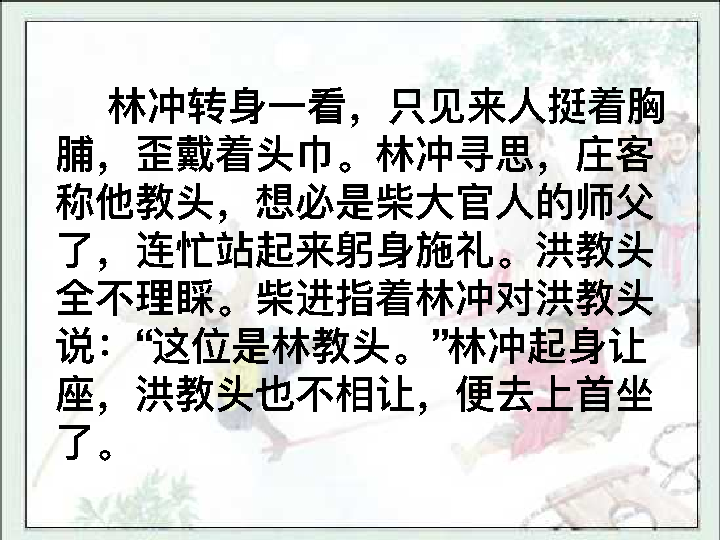 林冲转身一看，只见来人挺着胸
脯，歪戴着头巾。林冲寻思，庄客
称他教头，想必是柴大官人的师父
了，连忙站起来躬身施礼。洪教头
全不理睬。柴进指着林冲对洪教头
说：“这位是林教头。”林冲起身让
座，洪教头也不相让，便去上首坐
了。